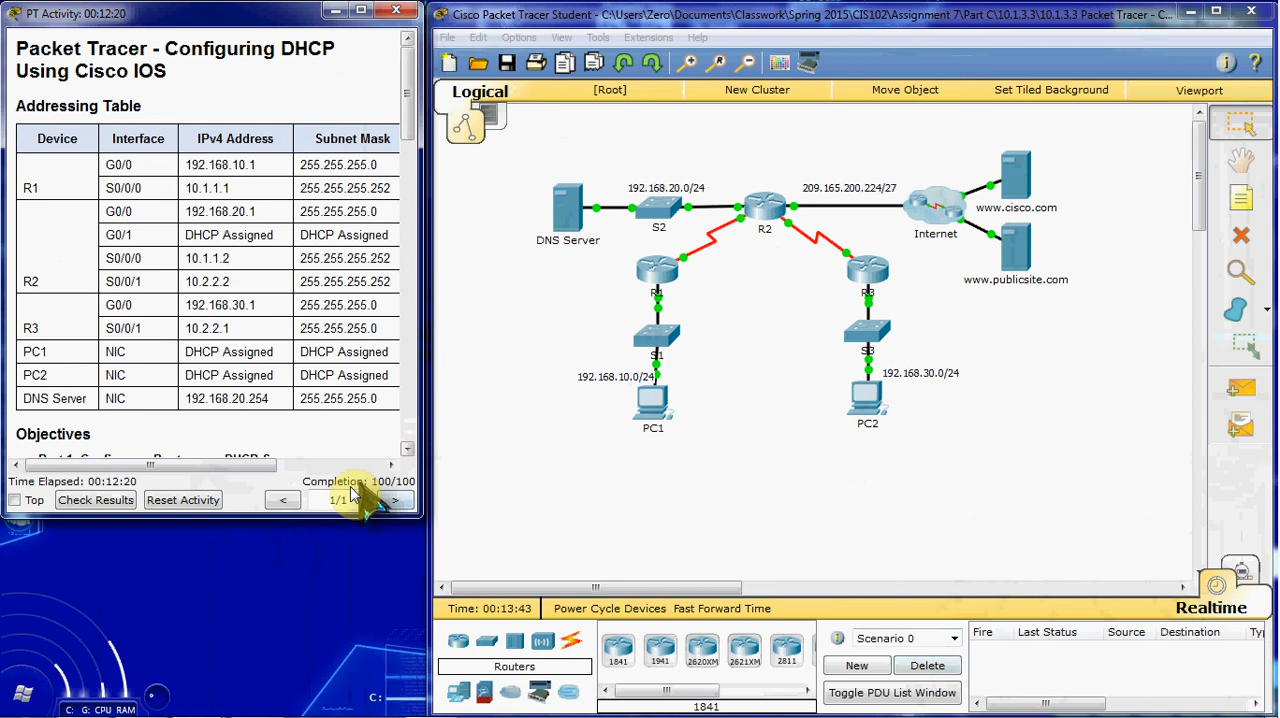 PT Activity: 00:12:20
Packet Tracer - Configuring DHCP
Using Cisco IOS
Addressing Table
Device Interface IPv4 Address Subnet Mask
R1 G0/0 192.168.10.1 255.255.255.0
S0/0/0 10.1.1.1 255.255.255.252
R2 G0/0 192.168.20.1 255.255.255.0
G0/1 DHCP Assigned DHCP Assigned
S0/0/0 10.1.1.2 255.255.255.252
S0/0/1 10.2.2.2 255.255.255.252
R3 G0/0 192.168.30.1 255.255.255.0
S0/0/1 10.2.2.1 255.255.255.0
PC1 NIC DHCP Assigned DHCP Assigned
PC2 NIC DHCP Assigned DHCP Assigned
DNS Server NIC 192.168.20.254 255.255.255.0
Objectives
Time Elapsed: 00:12:20 Completion: 100/100
Top Check Results Reset Activity < 1/1 >
C: G: CPU RAM
C:
Cisco Packet Tracer Student - C:\Users\Zero\Documents\Classwork\Spring 2015\CIS102\Assignment 7\Part C\10.1.3.3\10.1.3.3 Packet Tracer - C...
File Edit Options View Tools Extensions Help
Logical [Root] New Cluster Move Object Set Tiled Background Viewport
192.168.20.0/24 209.165.200.224/27
DNS Server S2 R2 Internet www.cisco.com
www.publicsite.com
R1 R3
S1 S3
192.168.10.0/24 192.168.30.0/24
PC1 PC2
Time: 00:13:43 Power Cycle Devices Fast Forward Time Realtime
Routers
1841 1941 2620XM 2621XM 2811
1841
Scenario 0
New Delete
Toggle PDU List Window
Fire Last Status Source Destination Ty